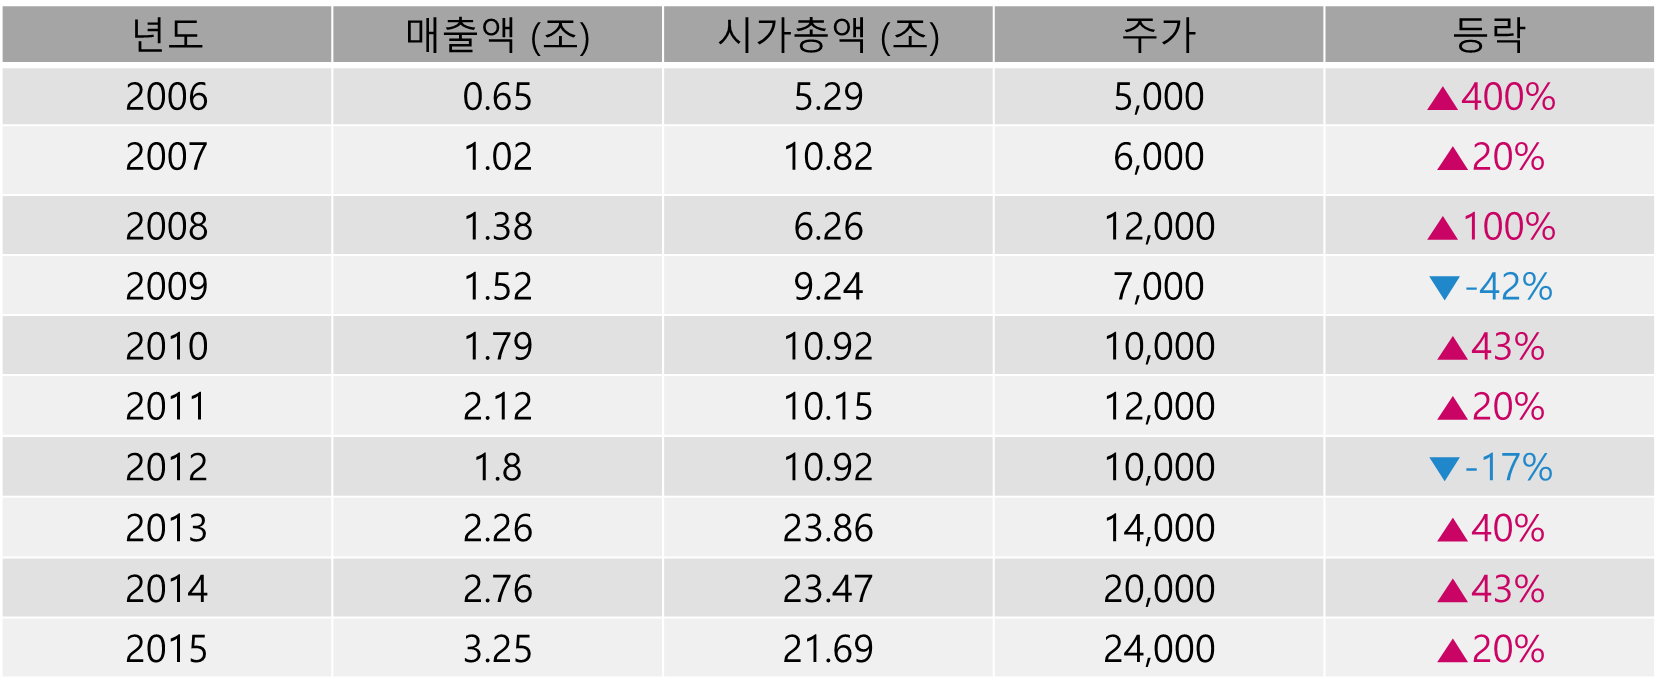 년도 매출액 (조) 시가총액 (조) 주가 등락
2006 0.65 5.29 5,000 ▲400%
2007 1.02 10.82 6,000 ▲20%
2008 1.38 6.26 12,000 ▲100%
2009 1.52 9.24 7,000 ▼-42%
2010 1.79 10.92 10,000 ▲43%
2011 2.12 10.15 12,000 ▲20%
2012 1.8 10.92 10,000 ▼-17%
2013 2.26 23.86 14,000 ▲40%
2014 2.76 23.47 20,000 ▲43%
2015 3.25 21.69 24,000 ▲20%